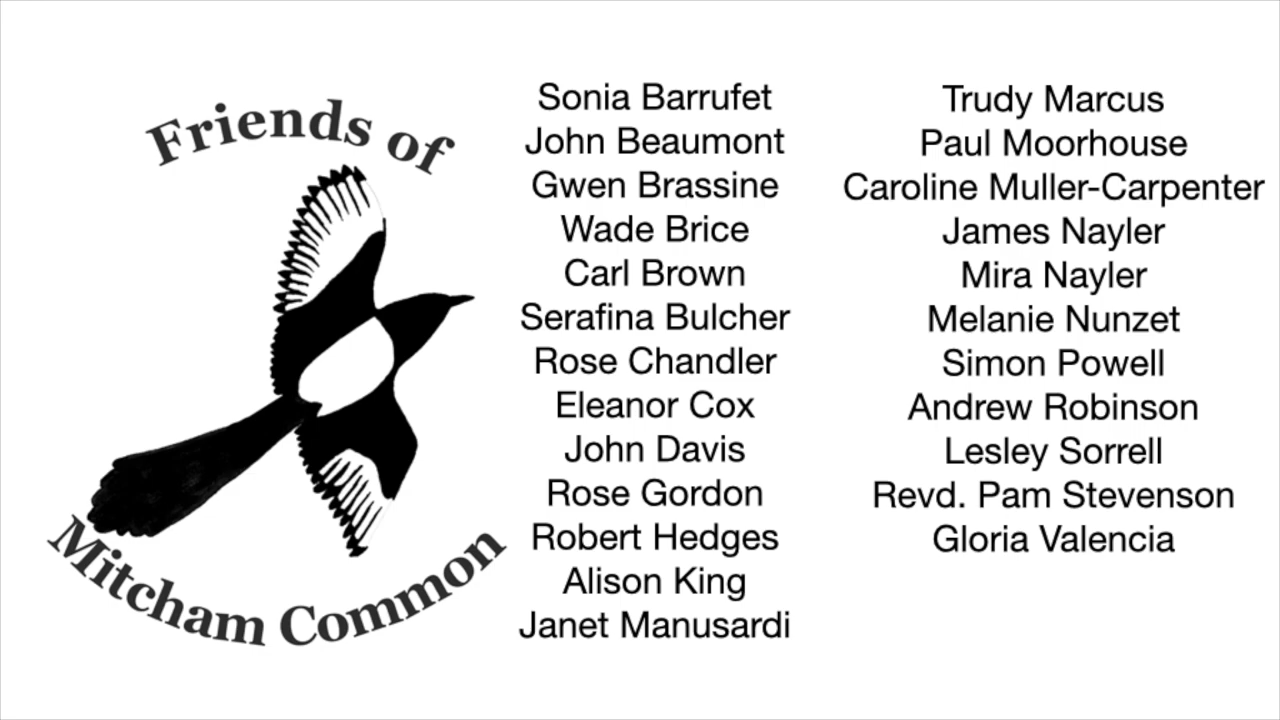 Friends of
Mitcham Common
Sonia Barrufet
John Beaumont
Gwen Brassine
Wade Brice
Carl Brown
Serafina Bulcher
Rose Chandler
Eleanor Cox
John Davis
Rose Gordon
Robert Hedges
Alison King
Janet Manusardi
Trudy Marcus
Paul Moorhouse
Caroline Muller-Carpenter
James Nayler
Mira Nayler
Melanie Nunzet
Simon Powell
Andrew Robinson
Lesley Sorrell
Revd. Pam Stevenson
Gloria Valencia